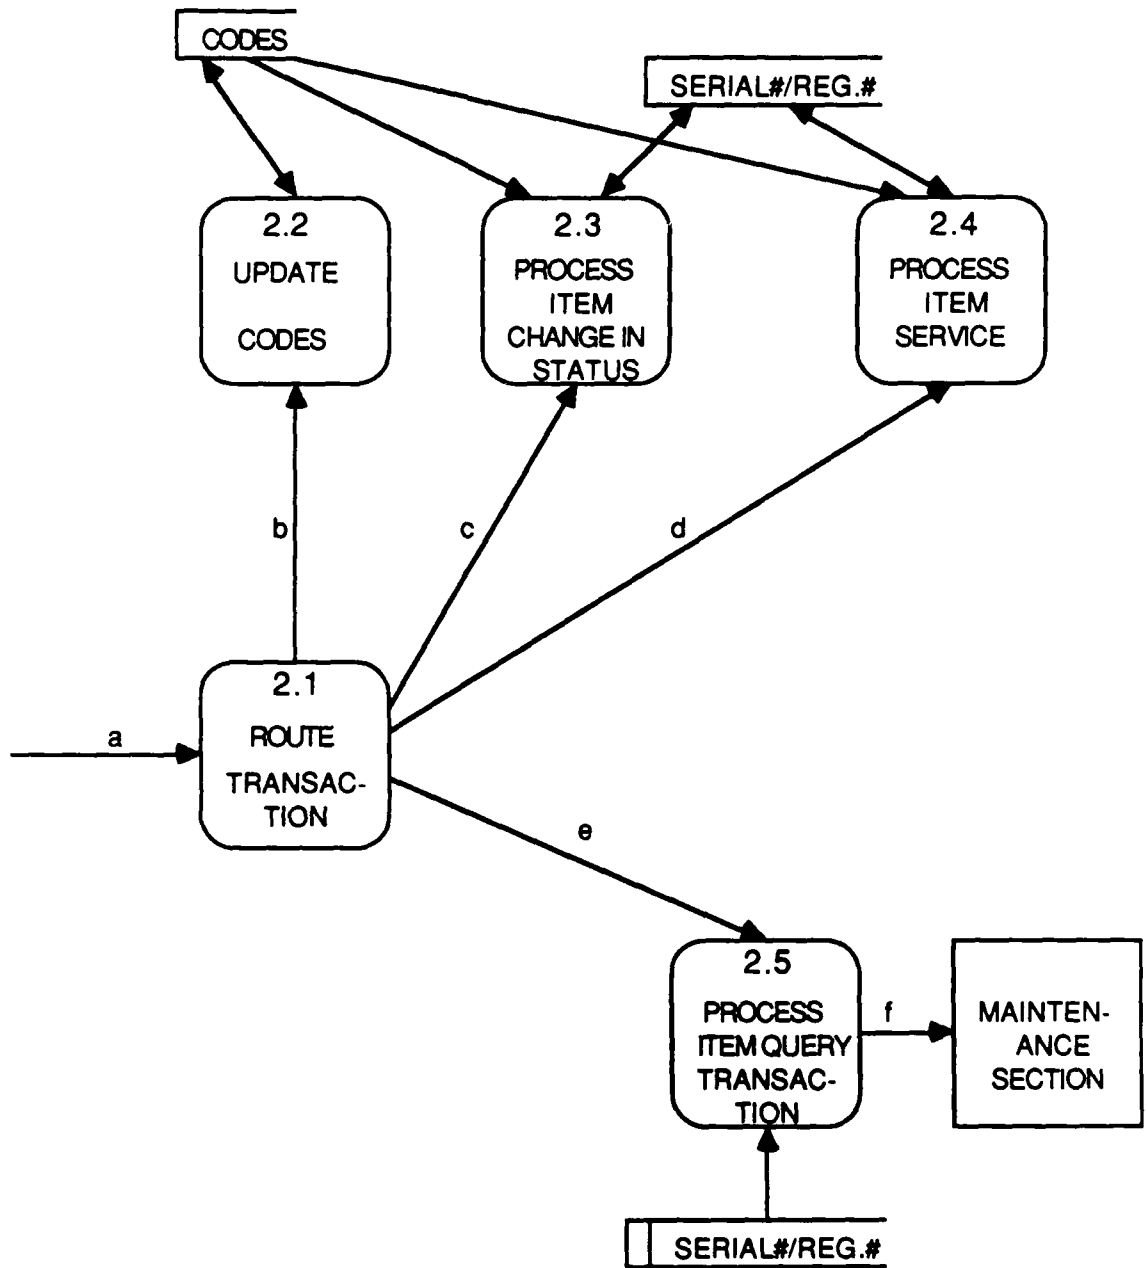 CODES
SERIAL#/REG.#
2.2
UPDATE
CODES
2.3
PROCESS
ITEM
CHANGE IN
STATUS
2.4
PROCESS
ITEM
SERVICE
b
c
d
2.1
ROUTE
TRANSAC-
TION
a
e
2.5
PROCESS
ITEM QUERY
TRANSAC-
TION
f
MAINTEN-
ANCE
SECTION
SERIAL#/REG.#